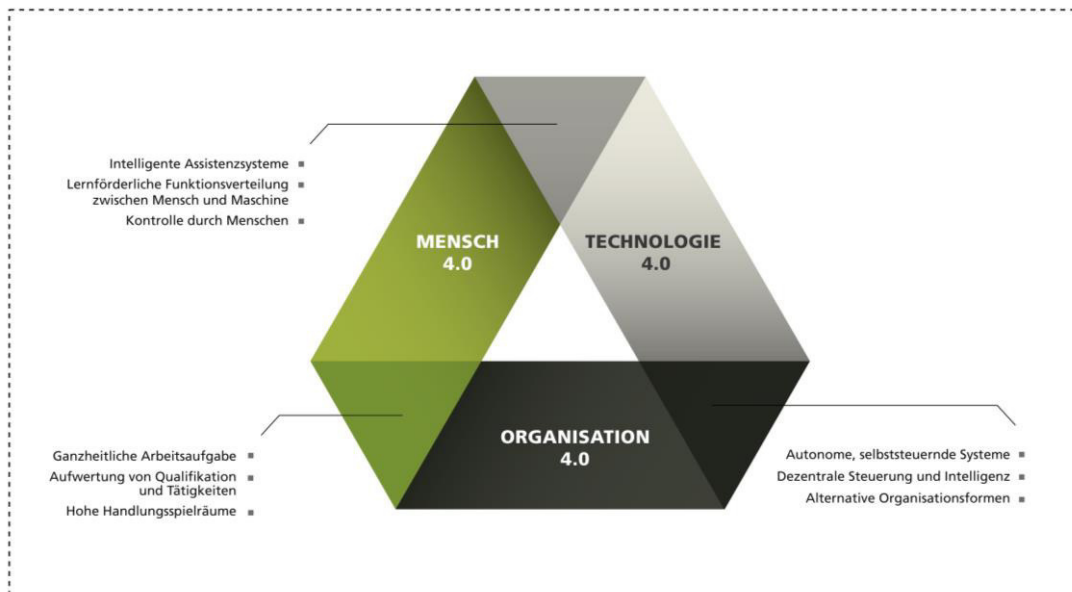 Intelligente Assistenzsysteme
Lernförderliche Funktionsverteilung
zwischen Mensch und Maschine
Kontrolle durch Menschen
MENSCH
4.0
TECHNOLOGIE
4.0
ORGANISATION
4.0
Ganzheitliche Arbeitsaufgabe
Aufwertung von Qualifikation
und Tätigkeiten
Hohe Handlungsspielräume
Autonome, selbststeuernde Systeme
Dezentrale Steuerung und Intelligenz
Alternative Organisationsformen